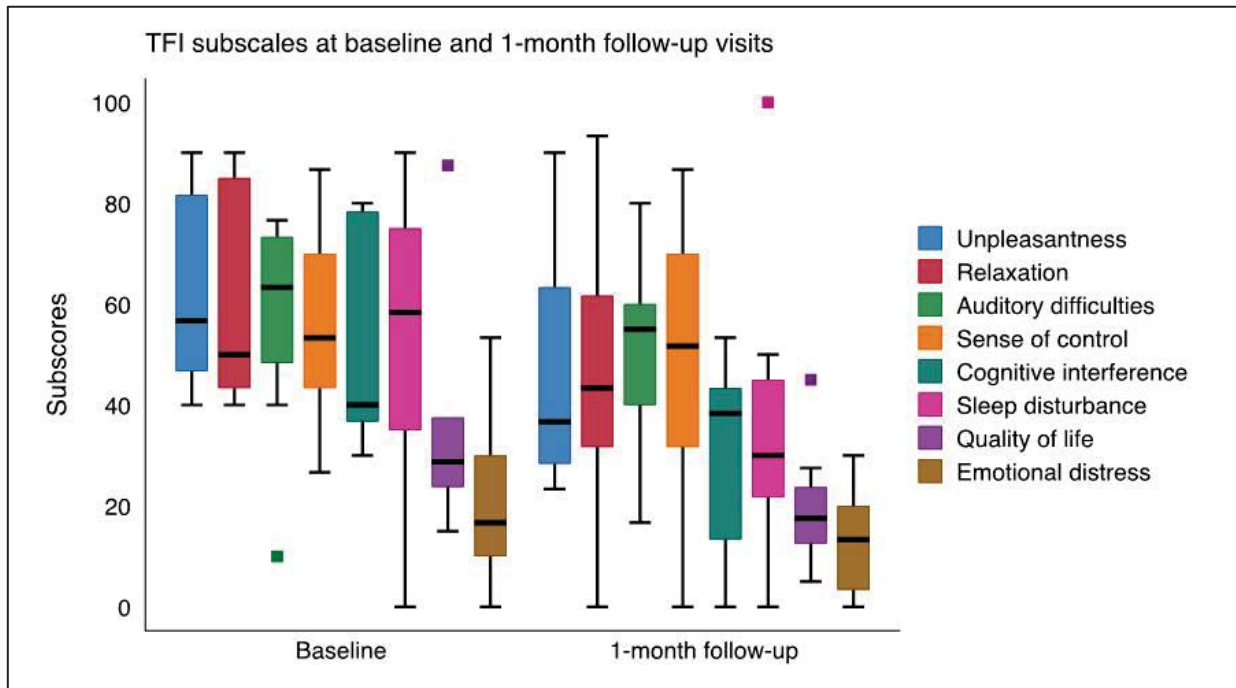 TFI subscales at baseline and 1-month follow-up visits
100
80
60
40
20
0
Subscores
Baseline
1-month follow-up
Unpleasantness
Relaxation
Auditory difficulties
Sense of control
Cognitive interference
Sleep disturbance
Quality of life
Emotional distress